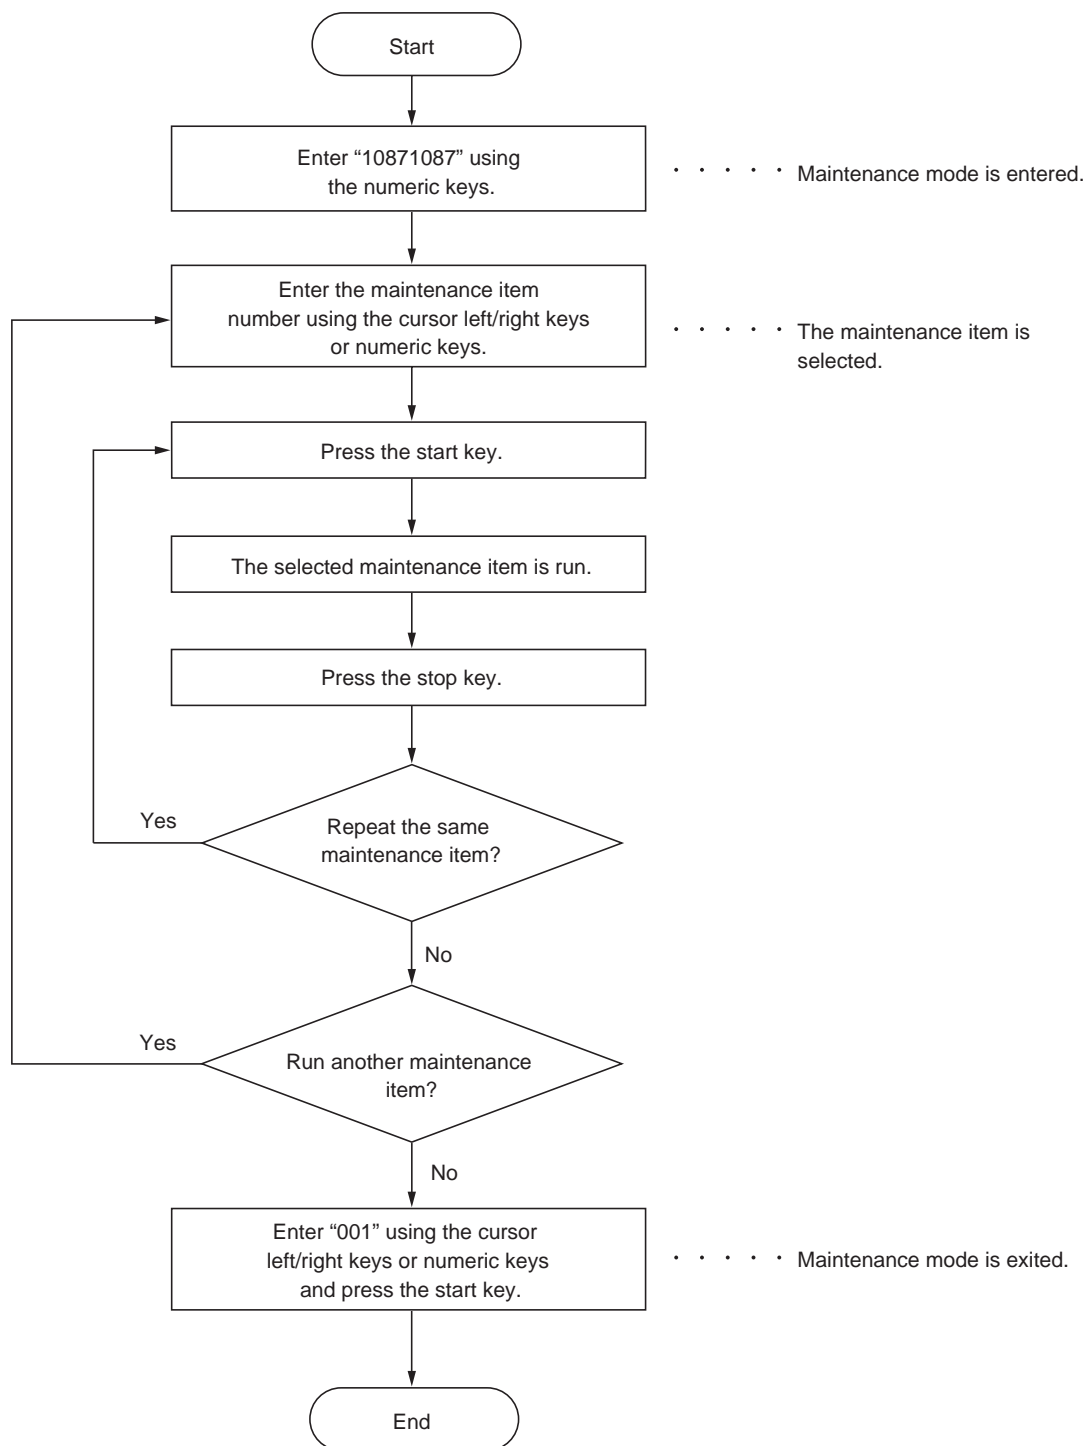 Start
Enter “10871087” using
the numeric keys.
· · · · · Maintenance mode is entered.
Enter the maintenance item
number using the cursor left/right keys
or numeric keys.
· · · · · The maintenance item is
selected.
Press the start key.
The selected maintenance item is run.
Press the stop key.
Yes
Repeat the same
maintenance item?
No
Yes
Run another maintenance
item?
No
Enter “001” using the cursor
left/right keys or numeric keys
and press the start key.
· · · · · Maintenance mode is exited.
End